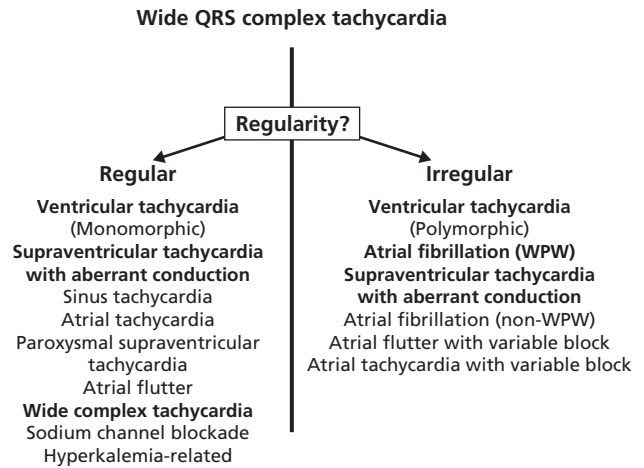 Wide QRS complex tachycardia
Regularity?
Regular
Ventricular tachycardia
(Monomorphic)
Supraventricular tachycardia
with aberrant conduction
Sinus tachycardia
Atrial tachycardia
Paroxysmal supraventricular
tachycardia
Atrial flutter
Wide complex tachycardia
Sodium channel blockade
Hyperkalemia-related
Irregular
Ventricular tachycardia
(Polymorphic)
Atrial fibrillation (WPW)
Supraventricular tachycardia
with aberrant conduction
Atrial fibrillation (non-WPW)
Atrial flutter with variable block
Atrial tachycardia with variable block